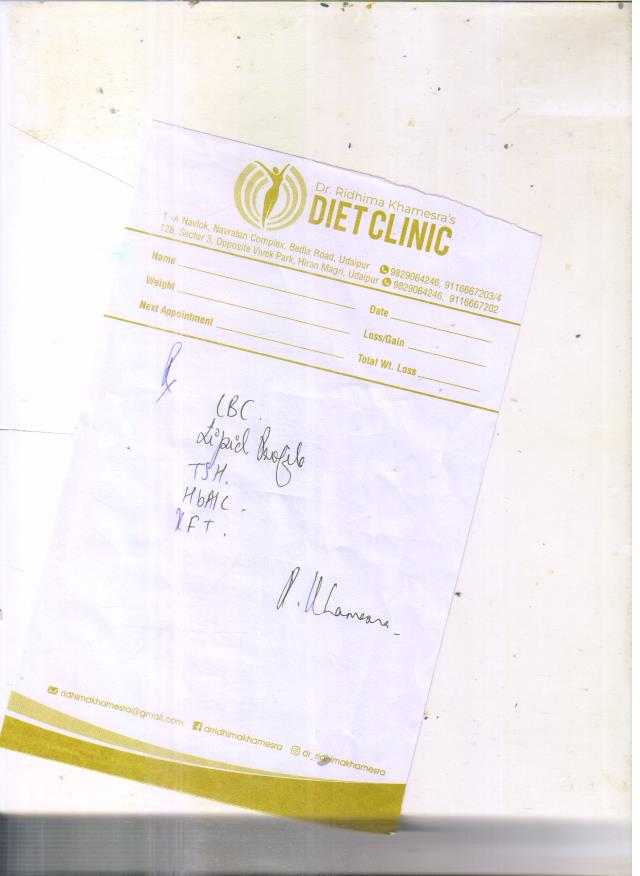 Dr. Ridhima Khamesra's
DIET CLINIC
1 -A Navlok, Navratan Complex, Bedla Road, Udaipur 9829064246, 9116667203/4
128, Sector 3, Opposite Vivek Park, Hiran Magri, Udaipur 9829064246, 9116667202
Name Date
Weight Loss/Gain
Next Appointment Total Wt. Loss
Rx
CBC.
Lipid Profile
TSH.
HbA1C.
KFT.
R. Khamesra
ridhimakhamesra@gmail.com drridhimakhamesra dr_ridhimakhamesra